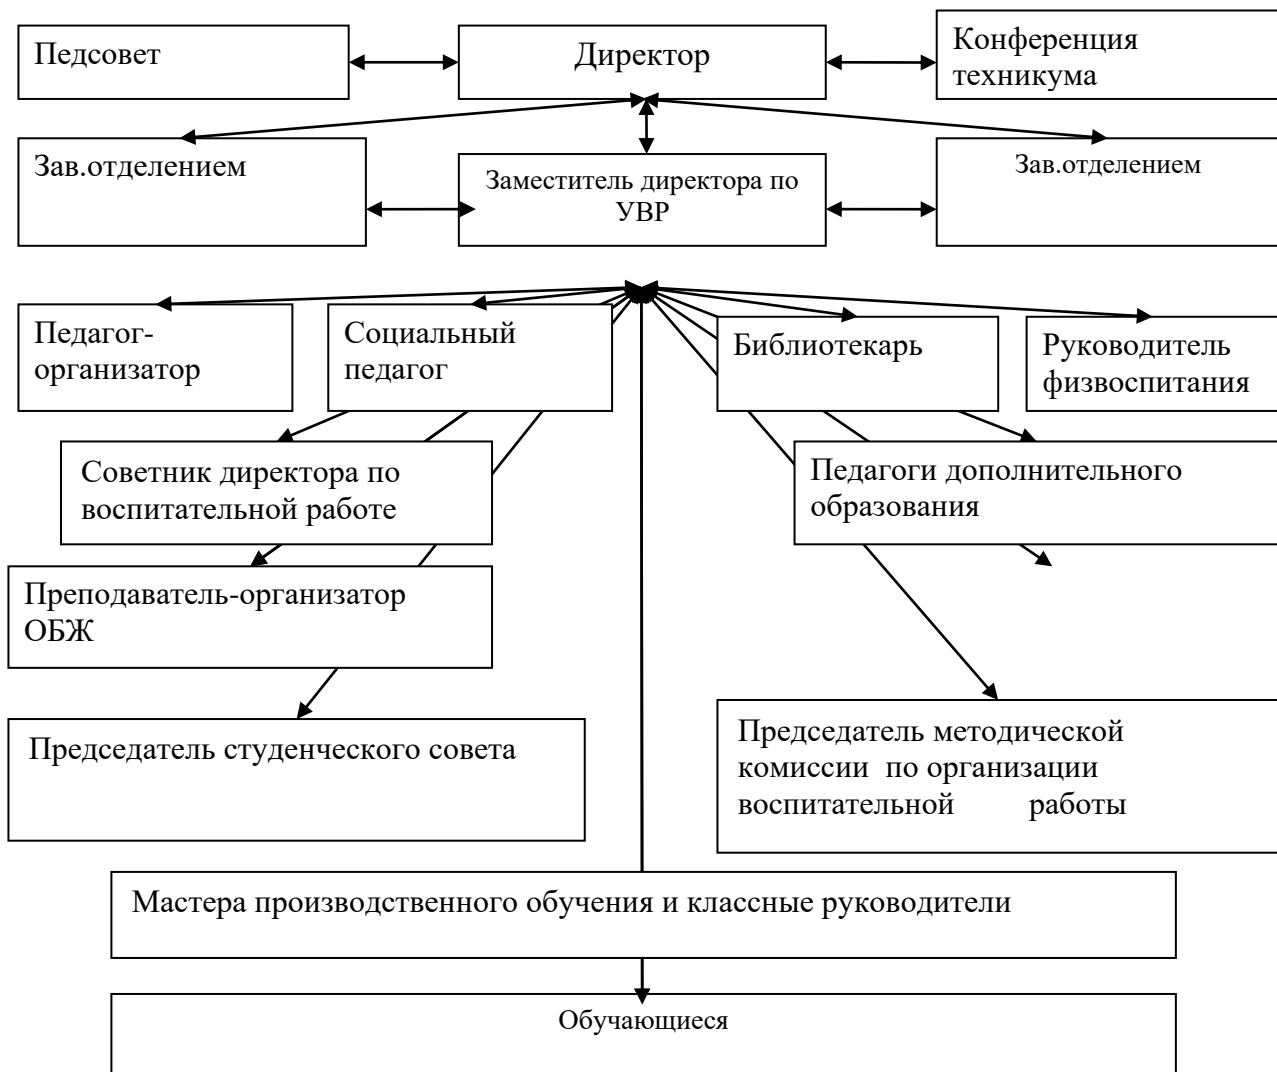 Педсовет
Директор
Конференция
техникума
Зав.отделением
Заместитель директора по
УВР
Зав.отделением
Педагог-
организатор
Социальный
педагог
Библиотекарь
Руководитель
физвоспитания
Советник директора по
воспитательной работе
Педагоги дополнительного
образования
Преподаватель-организатор
ОБЖ
Председатель студенческого совета
Председатель методической
комиссии по организации
воспитательной работы
Мастера производственного обучения и классные руководители
Обучающиеся